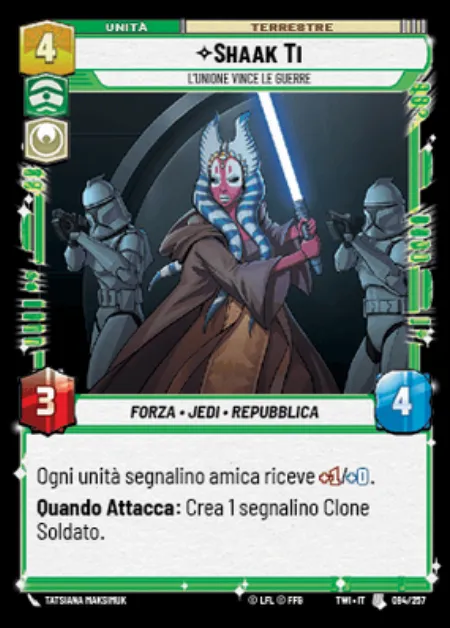 UNITÀ
TERRESTRE
4
✧SHAAK TI
L'UNIONE VINCE LE GUERRE
3
4
FORZA • JEDI • REPUBBLICA
Ogni unità segnalino amica riceve +1/+0.
Quando Attacca: Crea 1 segnalino Clone
Soldato.
TATSIANA MAKSIMUK
© LFL © FFG
TWI • IT
094/257